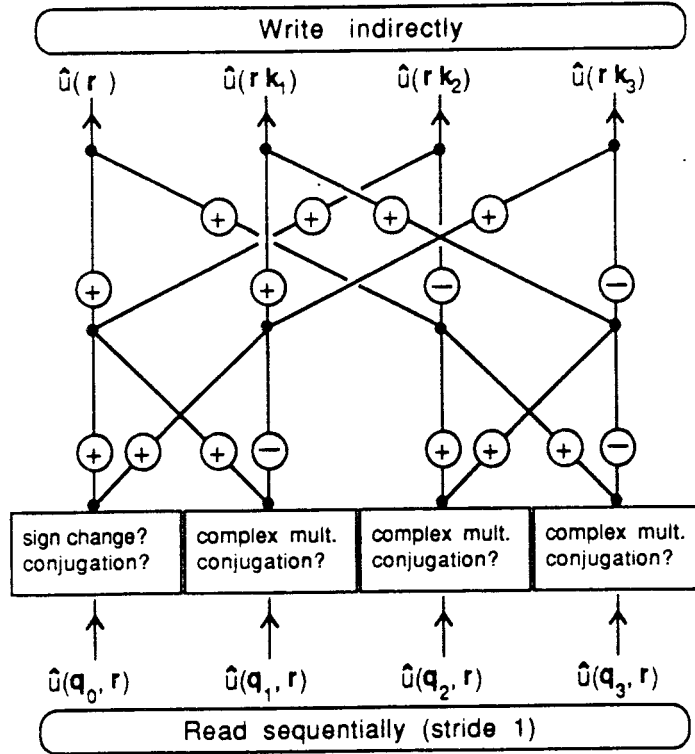 Write indirectly
û(r ) û(r k₁) û(r k₂) û(r k₃)
+ + + +
+ + − −
+ + + − + + + −
sign change? complex mult. complex mult. complex mult.
conjugation? conjugation? conjugation? conjugation?
û(q₀, r) û(q₁, r) û(q₂, r) û(q₃, r)
Read sequentially (stride 1)